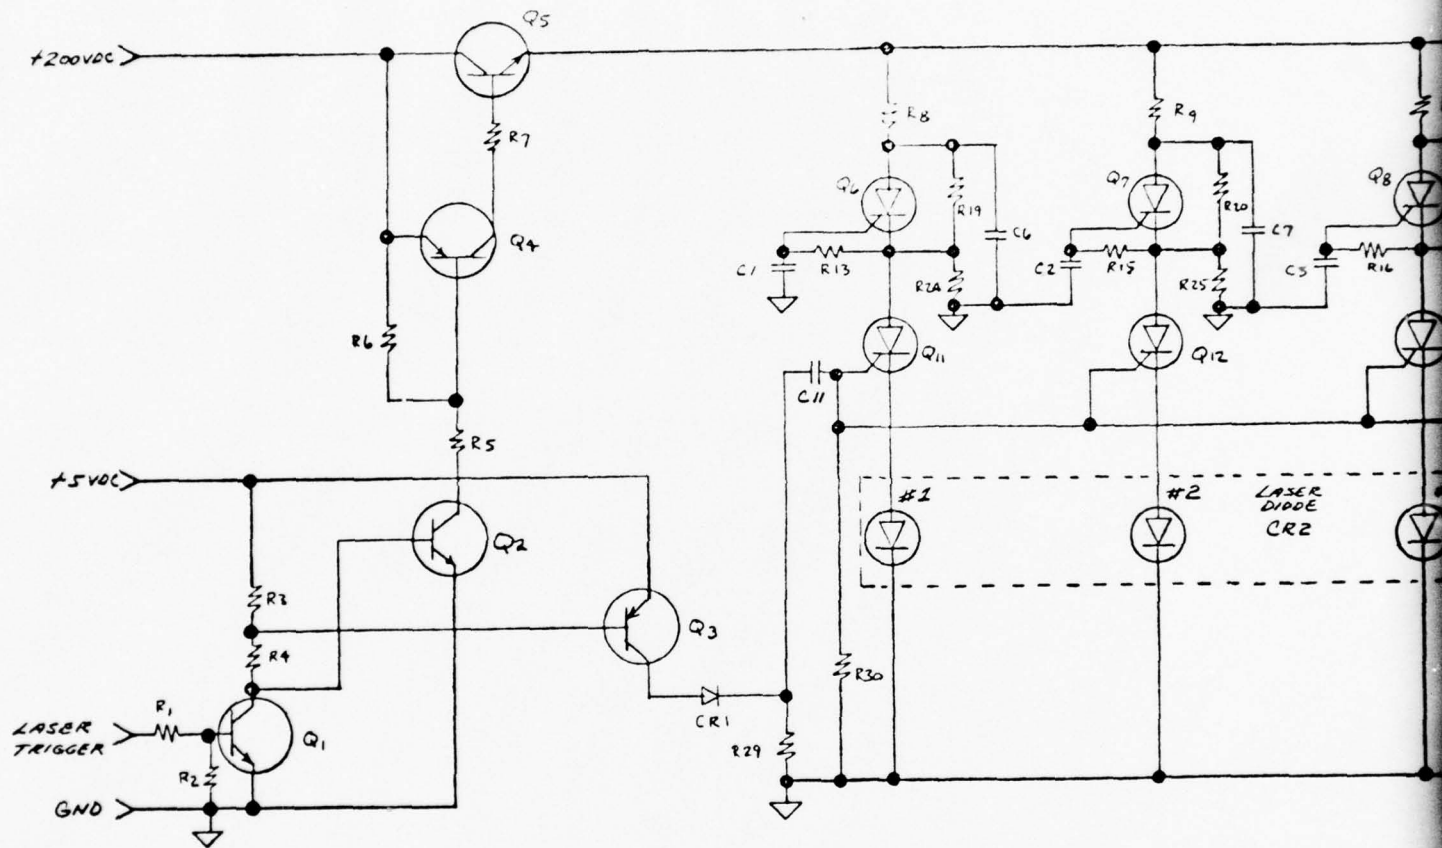 Q5
+200VDC
R7
R8
R9
Q4
Q6
R19
C6
Q7
R20
C7
Q8
C1
R13
R24
C2
R15
R25
C3
R16
R6
Q11
Q12
C11
R5
+5VDC
#1
#2
LASER
DIODE
CR2
Q2
R3
Q3
R4
R30
CR1
LASER
TRIGGER
R1
Q1
R29
R2
GND